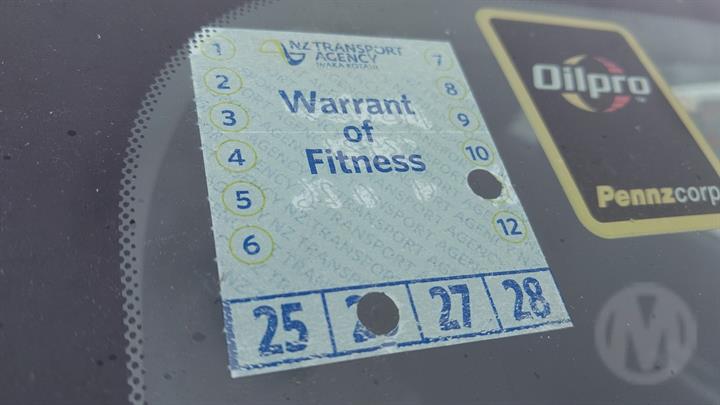 NZ TRANSPORT
AGENCY
WAKA KOTAHI
Warrant
of
Fitness
1
2
3
4
5
6
7
8
9
10
12
25
27
28
Oilpro
TM
Pennzcorp
M